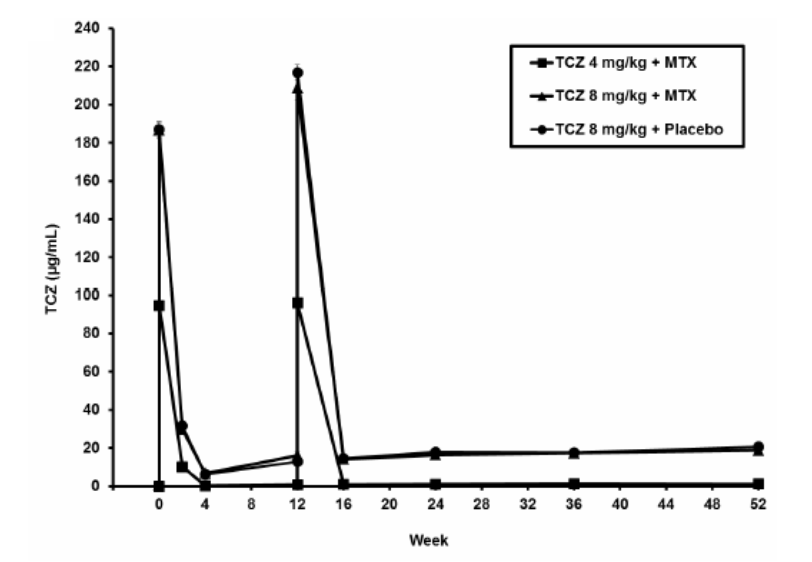 240
220
200
180
160
140
120
100
80
60
40
20
0
TCZ (µg/mL)
TCZ 4 mg/kg + MTX
TCZ 8 mg/kg + MTX
TCZ 8 mg/kg + Placebo
0 4 8 12 16 20 24 28 32 36 40 44 48 52
Week